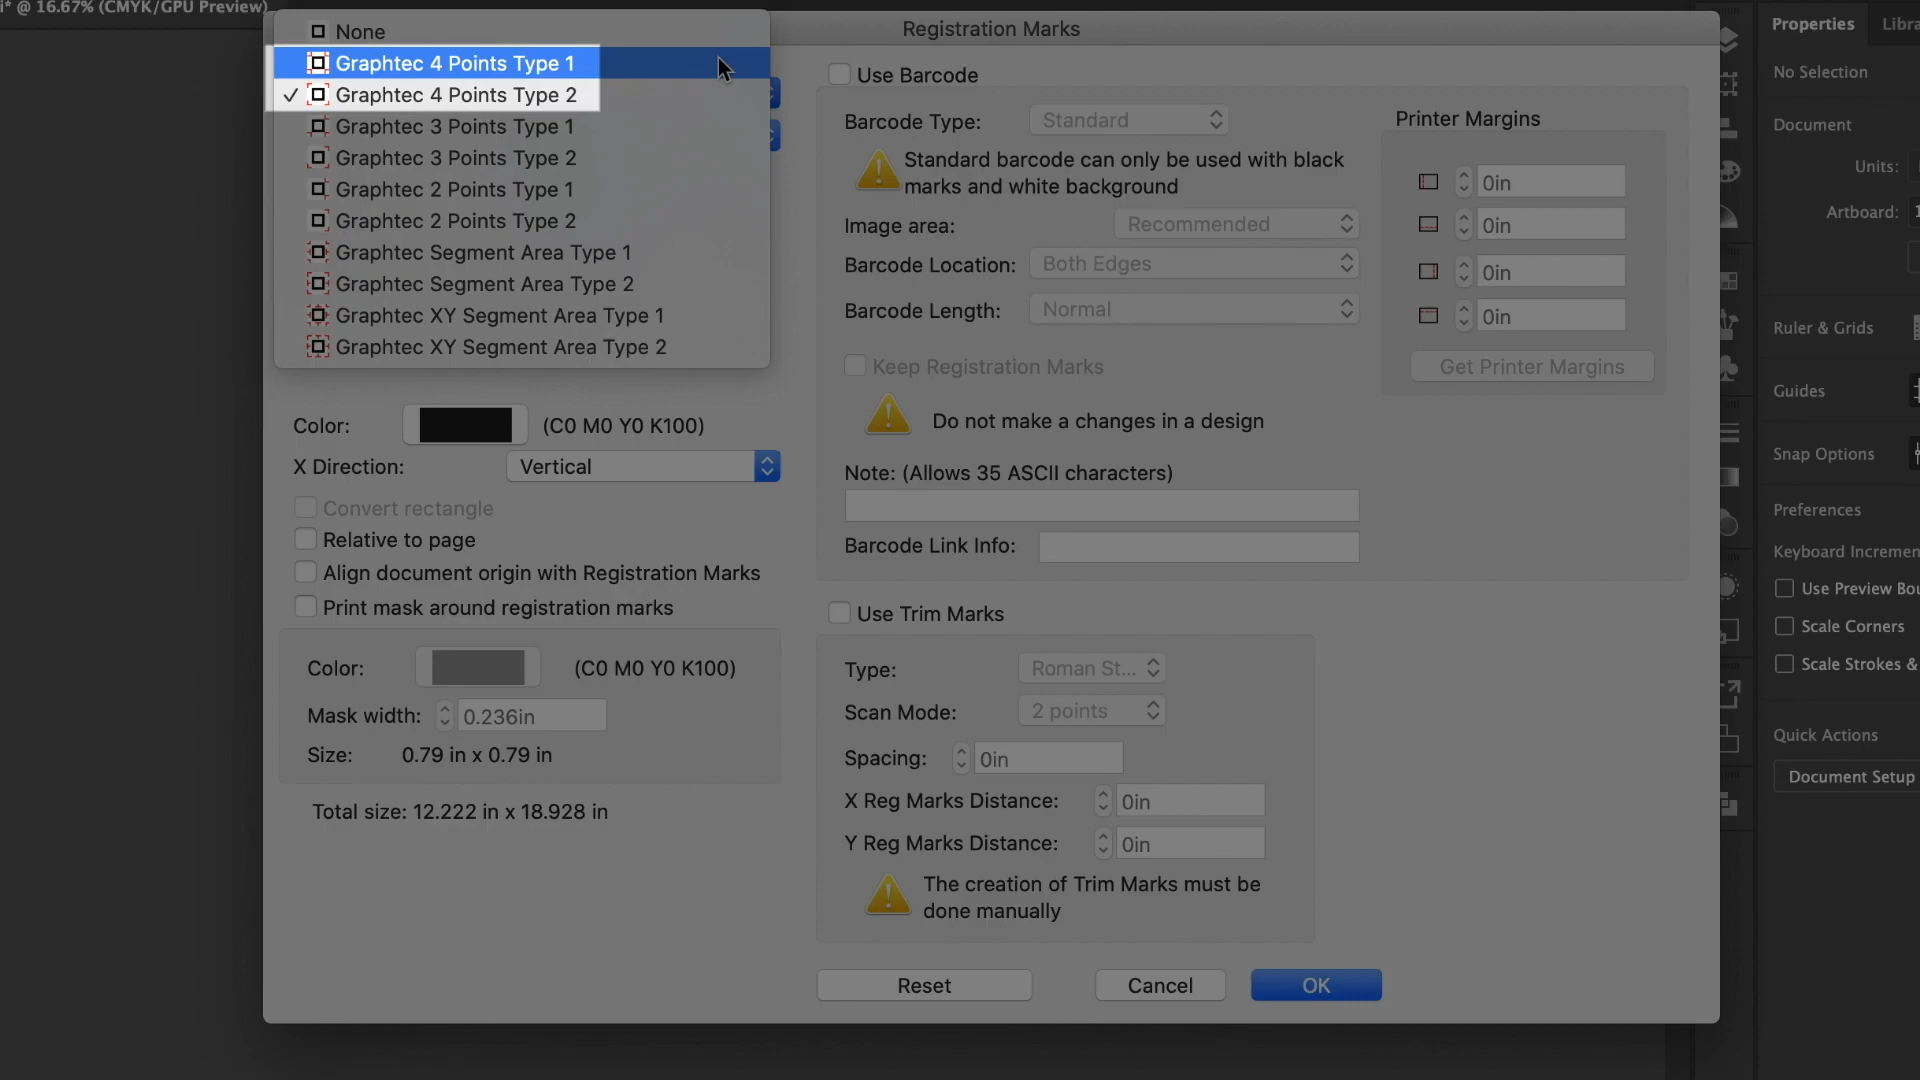 i* @ 16.67% (CMYK/GPU Preview)
Registration Marks
None
Graphtec 4 Points Type 1
✓ Graphtec 4 Points Type 2
Graphtec 3 Points Type 1
Graphtec 3 Points Type 2
Graphtec 2 Points Type 1
Graphtec 2 Points Type 2
Graphtec Segment Area Type 1
Graphtec Segment Area Type 2
Graphtec XY Segment Area Type 1
Graphtec XY Segment Area Type 2
Color: (C0 M0 Y0 K100)
X Direction: Vertical
Convert rectangle
Relative to page
Align document origin with Registration Marks
Print mask around registration marks
Color: (C0 M0 Y0 K100)
Mask width: 0.236in
Size: 0.79 in x 0.79 in
Total size: 12.222 in x 18.928 in
Use Barcode
Barcode Type: Standard
Standard barcode can only be used with black
marks and white background
Image area: Recommended
Barcode Location: Both Edges
Barcode Length: Normal
Keep Registration Marks
Do not make a changes in a design
Note: (Allows 35 ASCII characters)
Barcode Link Info:
Printer Margins
0in
0in
0in
0in
Get Printer Margins
Use Trim Marks
Type: Roman St...
Scan Mode: 2 points
Spacing: 0in
X Reg Marks Distance: 0in
Y Reg Marks Distance: 0in
The creation of Trim Marks must be
done manually
Reset
Cancel
OK
Properties
Libra
No Selection
Document
Units:
Artboard: 1
Ruler & Grids
Guides
Snap Options
Preferences
Keyboard Incremen
Use Preview Bou
Scale Corners
Scale Strokes &
Quick Actions
Document Setup